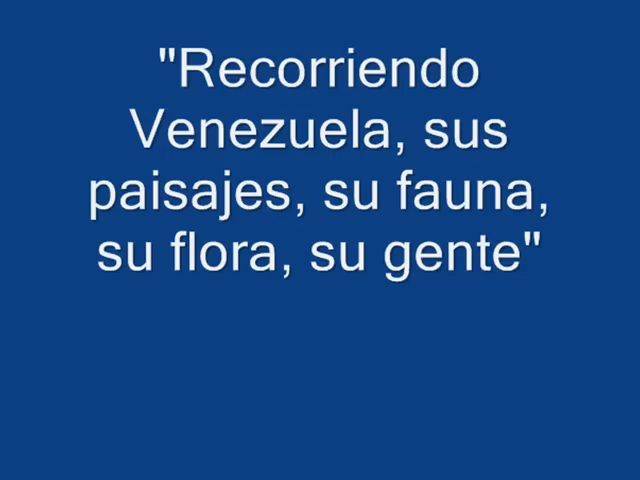 "Recorriendo
Venezuela, sus
paisajes, su fauna,
su flora, su gente"